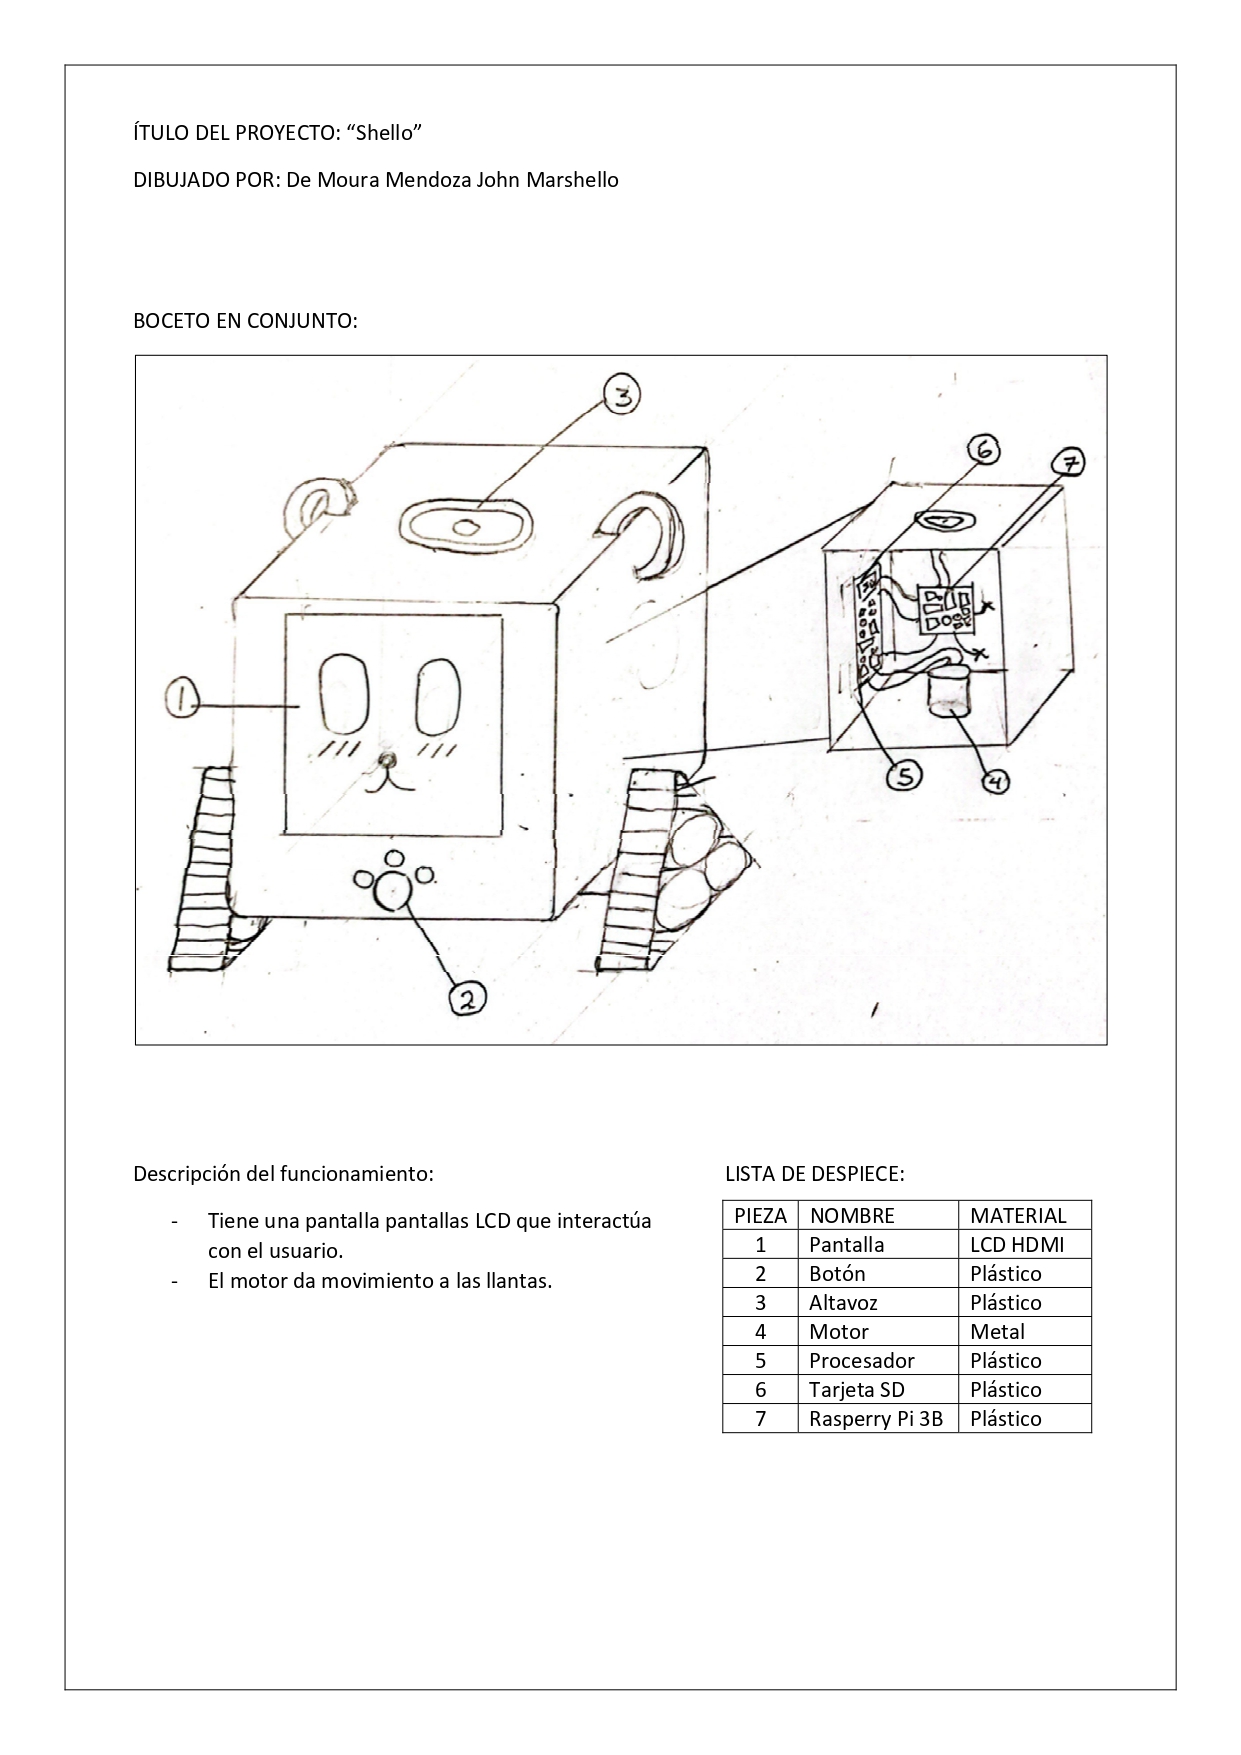 ÍTULO DEL PROYECTO: “Shello”
DIBUJADO POR: De Moura Mendoza John Marshello
BOCETO EN CONJUNTO:
3
6
7
1
5
4
2
Descripción del funcionamiento:
- Tiene una pantalla pantallas LCD que interactúa
con el usuario.
- El motor da movimiento a las llantas.
LISTA DE DESPIECE:
PIEZA NOMBRE MATERIAL
1 Pantalla LCD HDMI
2 Botón Plástico
3 Altavoz Plástico
4 Motor Metal
5 Procesador Plástico
6 Tarjeta SD Plástico
7 Rasperry Pi 3B Plástico